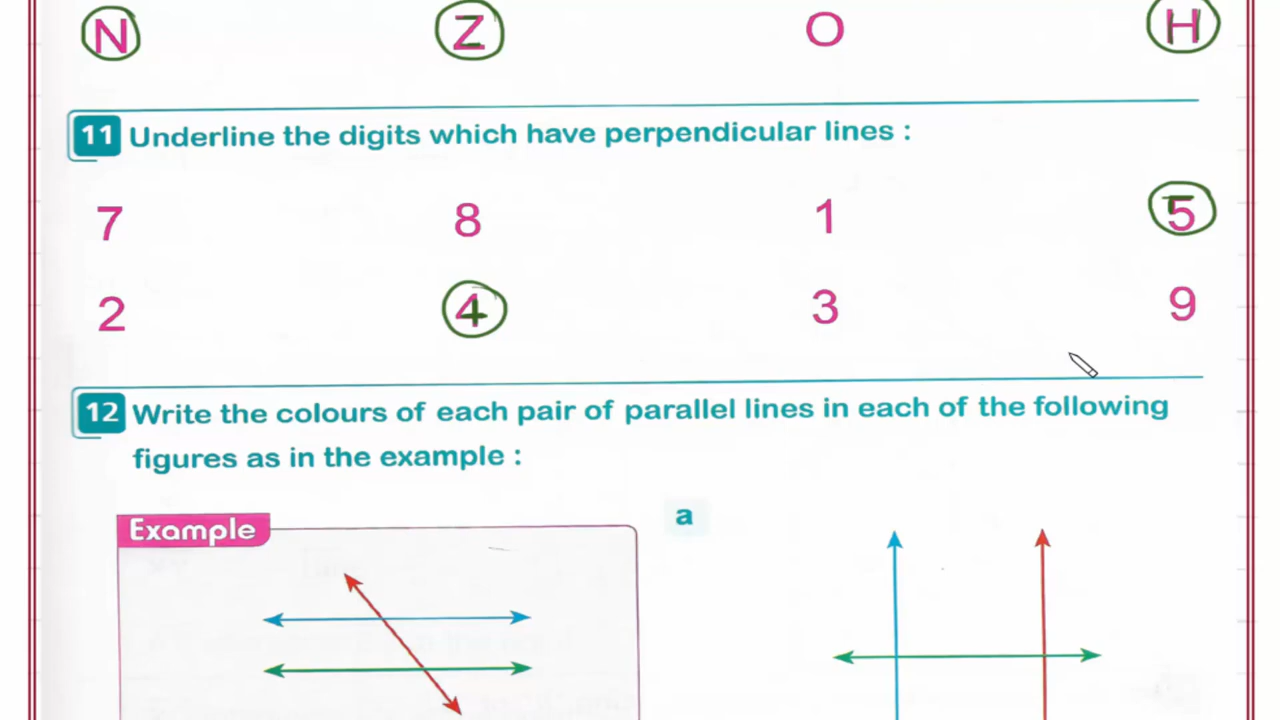 N Z O H
11 Underline the digits which have perpendicular lines :
7 8 1 5
2 4 3 9
12 Write the colours of each pair of parallel lines in each of the following
figures as in the example :
Example
a